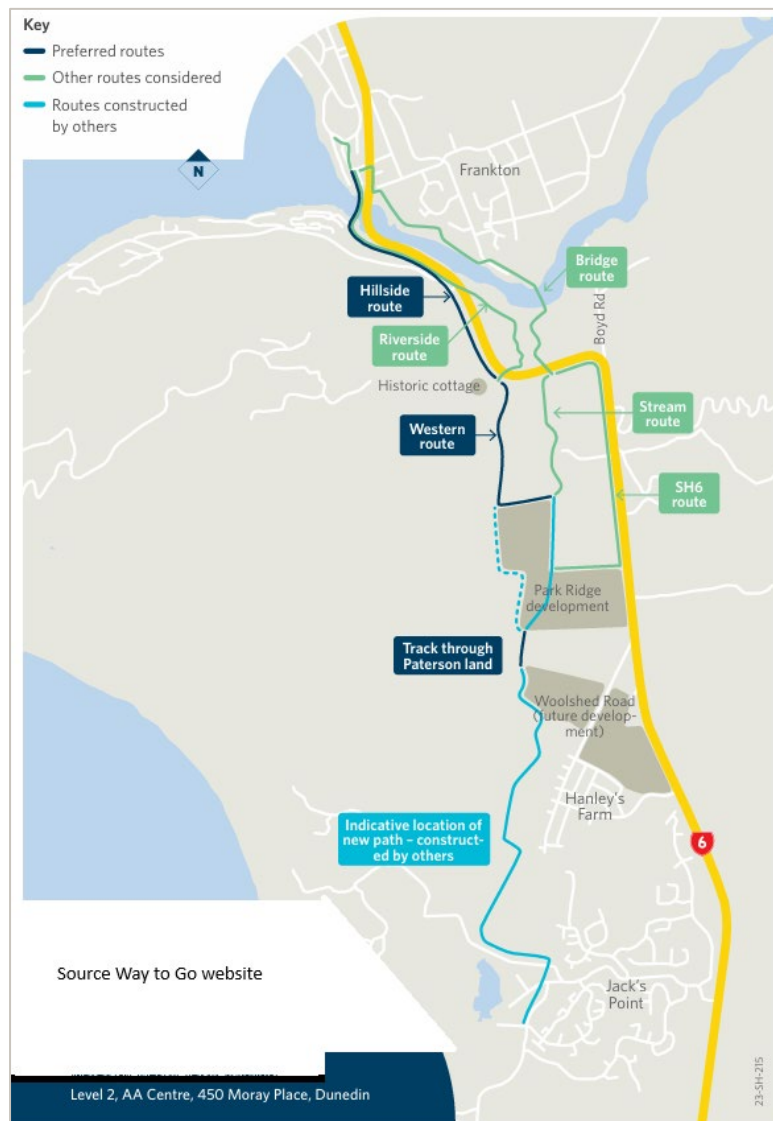 Key
Preferred routes
Other routes considered
Routes constructed
by others
N
Frankton
Bridge
route
Boyd Rd
Hillside
route
Riverside
route
Historic cottage
Stream
route
Western
route
SH6
route
Park Ridge
development
Track through
Paterson land
Woolshed Road
(future develop-
ment)
Hanley's
Farm
Indicative location of
new path – construct-
ed by others
6
Source Way to Go website
Jack's
Point
Level 2, AA Centre, 450 Moray Place, Dunedin
23-SH-215